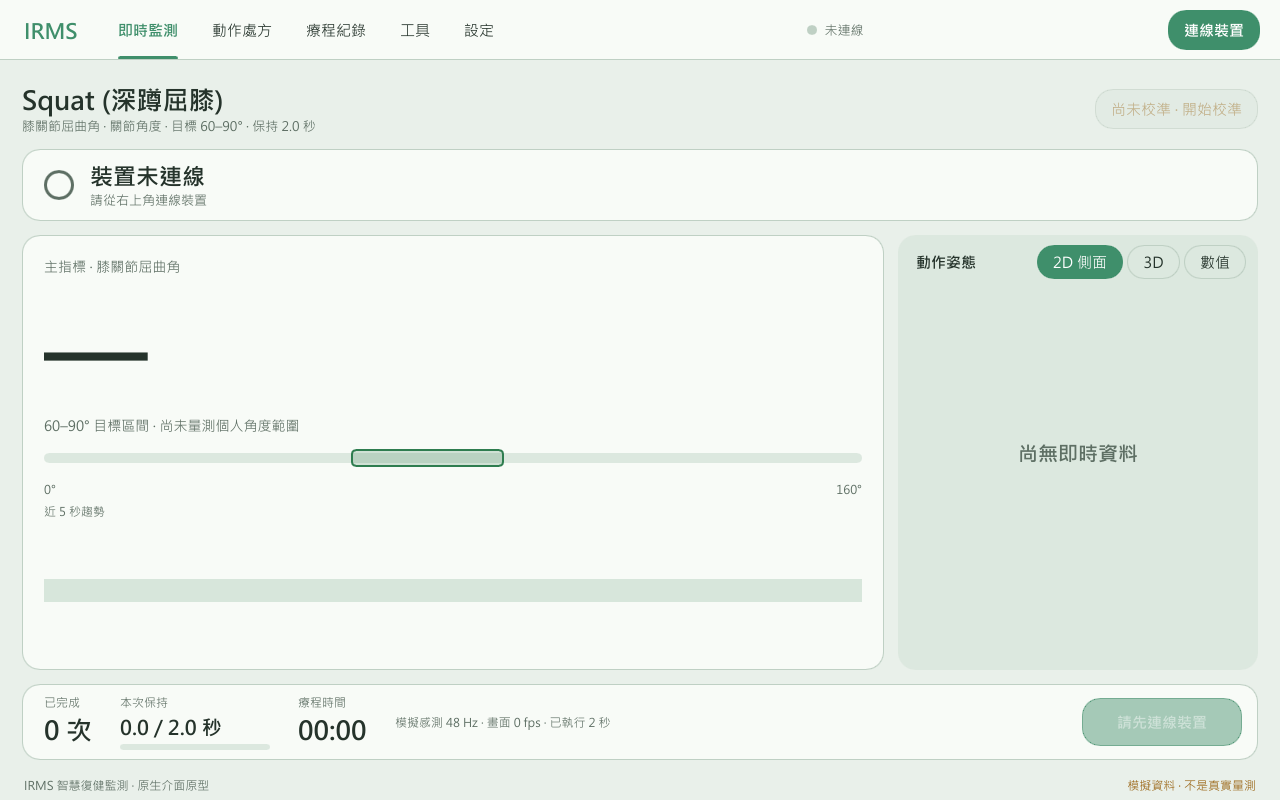 IRMS
即時監測
動作處方
療程紀錄
工具
設定
未連線
連線裝置
Squat (深蹲屈膝)
膝關節屈曲角 · 關節角度 · 目標 60–90° · 保持 2.0 秒
尚未校準 · 開始校準
裝置未連線
請從右上角連線裝置
主指標 · 膝關節屈曲角
60–90° 目標區間 · 尚未量測個人角度範圍
0°
160°
近 5 秒趨勢
動作姿態
2D 側面
3D
數值
尚無即時資料
已完成
0 次
本次保持
0.0 / 2.0 秒
療程時間
00:00
模擬感測 48 Hz · 畫面 0 fps · 已執行 2 秒
請先連線裝置
IRMS 智慧復健監測 · 原生介面原型
模擬資料 · 不是真實量測